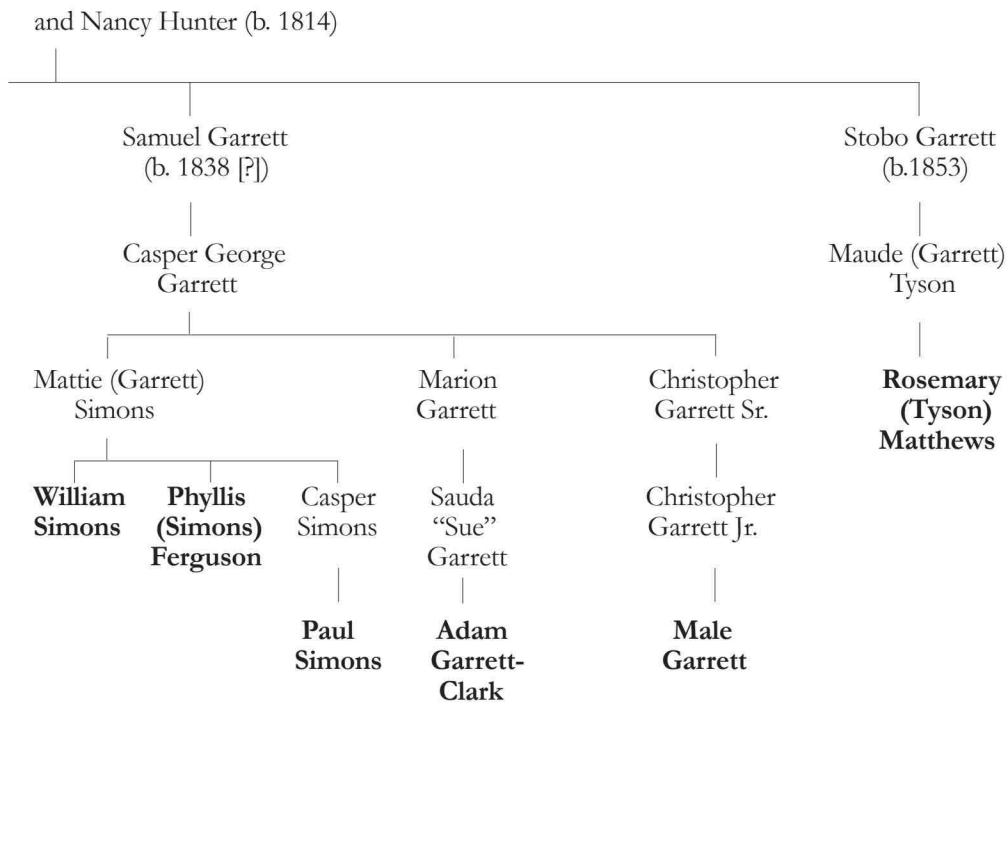 and Nancy Hunter (b. 1814)
Samuel Garrett
(b. 1838 [?])
Stobo Garrett
(b.1853)
Casper George
Garrett
Maude (Garrett)
Tyson
Mattie (Garrett)
Simons
Marion
Garrett
Christopher
Garrett Sr.
Rosemary
(Tyson)
Matthews
William
Simons
Phyllis
(Simons)
Ferguson
Casper
Simons
Sauda
“Sue”
Garrett
Christopher
Garrett Jr.
Paul
Simons
Adam
Garrett-
Clark
Male
Garrett